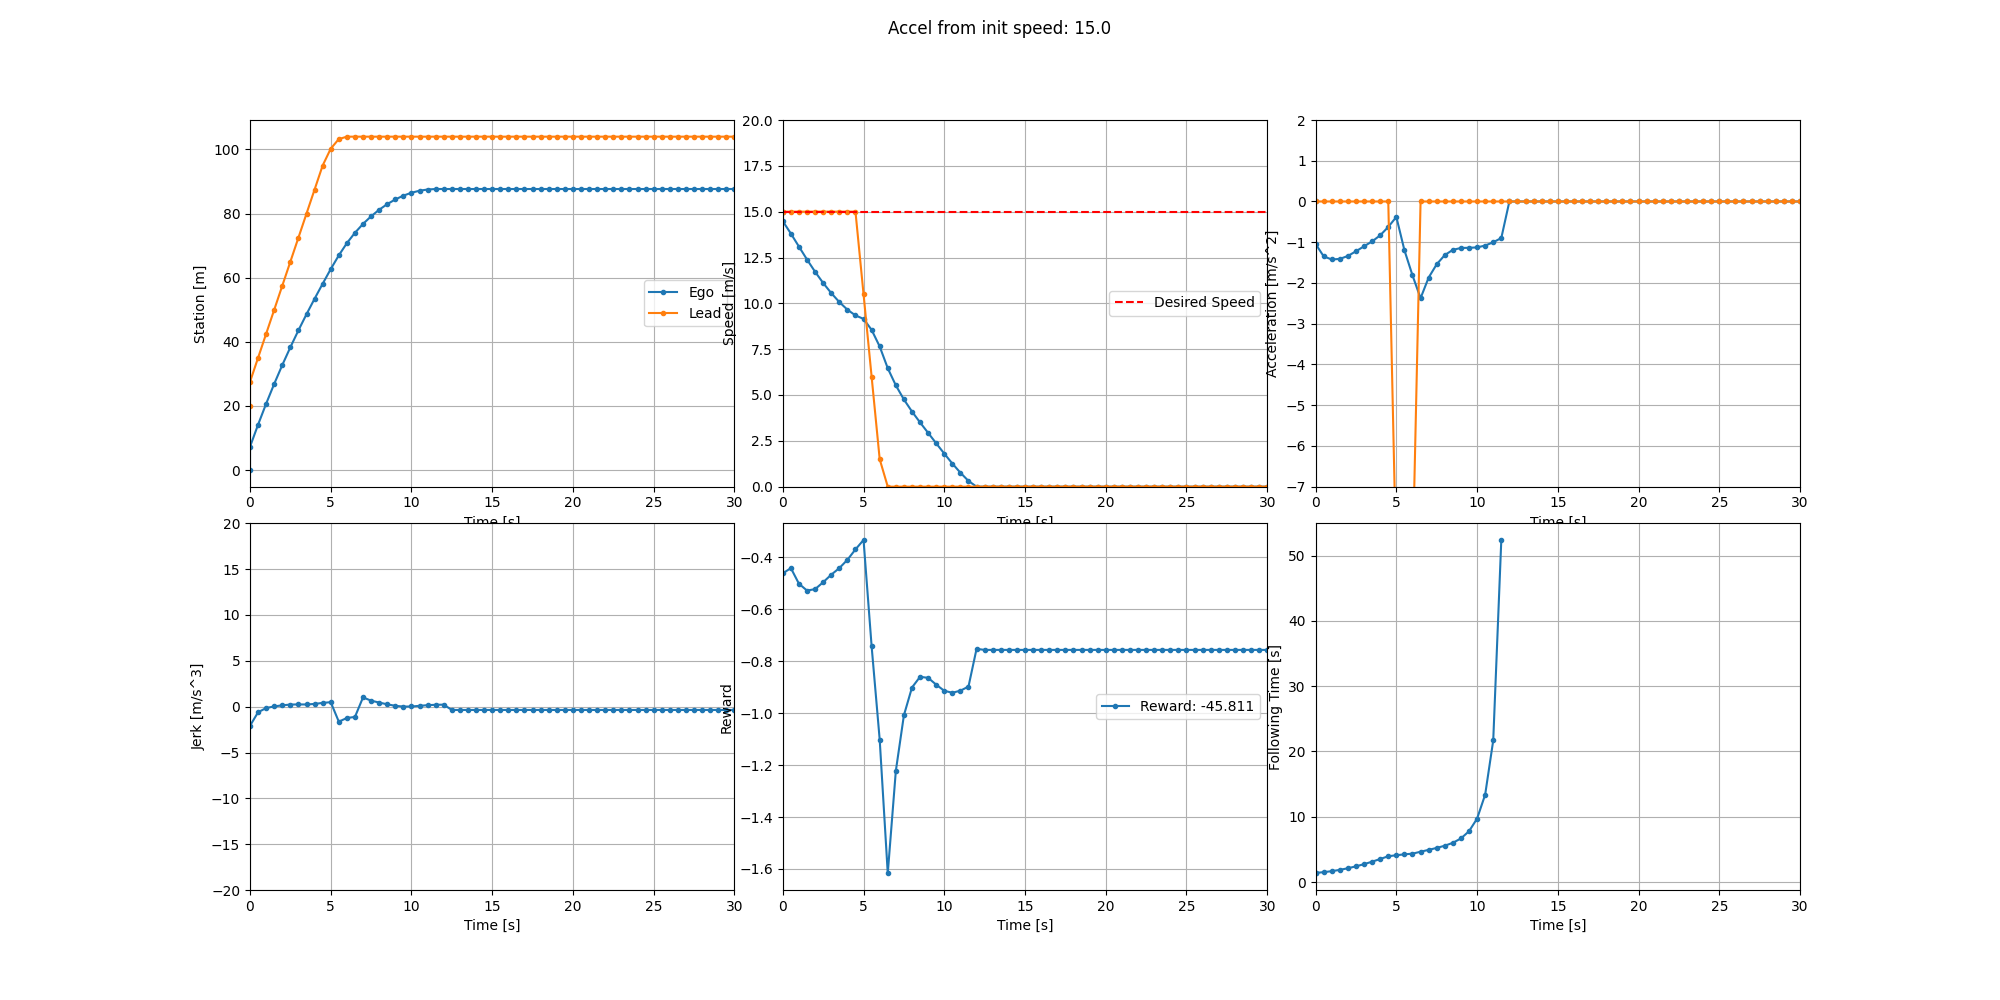 Accel from init speed: 15.0
Station [m]
100
80
60
40
20
0
Ego
Lead
0 5 10 15 20 25 30
Time [s]
Speed [m/s]
20.0
17.5
15.0
12.5
10.0
7.5
5.0
2.5
0.0
Desired Speed
0 5 10 15 20 25 30
Time [s]
Acceleration [m/s^2]
2
1
0
−1
−2
−3
−4
−5
−6
−7
0 5 10 15 20 25 30
Time [s]
Jerk [m/s^3]
20
15
10
5
0
−5
−10
−15
−20
0 5 10 15 20 25 30
Time [s]
Reward
−0.4
−0.6
−0.8
−1.0
−1.2
−1.4
−1.6
Reward: -45.811
0 5 10 15 20 25 30
Time [s]
Following Time [s]
50
40
30
20
10
0
0 5 10 15 20 25 30
Time [s]